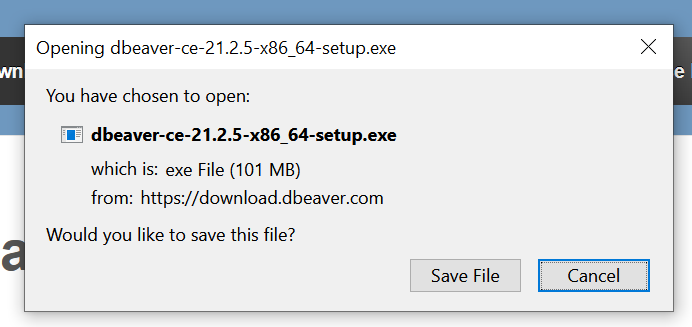 Opening dbeaver-ce-21.2.5-x86_64-setup.exe
You have chosen to open:
dbeaver-ce-21.2.5-x86_64-setup.exe
which is: exe File (101 MB)
from: https://download.dbeaver.com
Would you like to save this file?
Save File
Cancel